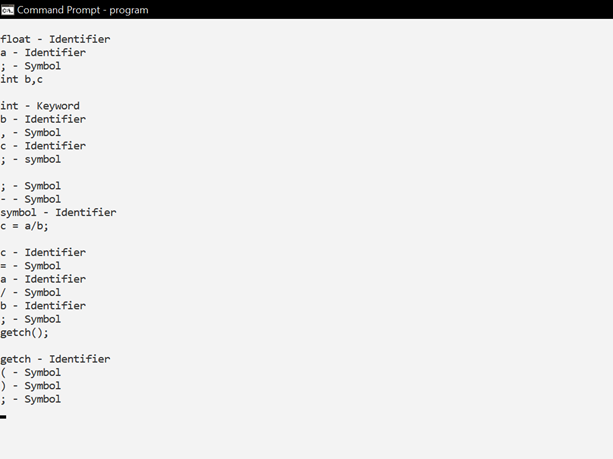 Command Prompt - program
float - Identifier
a - Identifier
; - Symbol
int b,c
int - Keyword
b - Identifier
, - Symbol
c - Identifier
; - symbol
; - Symbol
- - Symbol
symbol - Identifier
c = a/b;
c - Identifier
= - Symbol
a - Identifier
/ - Symbol
b - Identifier
; - Symbol
getch();
getch - Identifier
( - Symbol
) - Symbol
; - Symbol